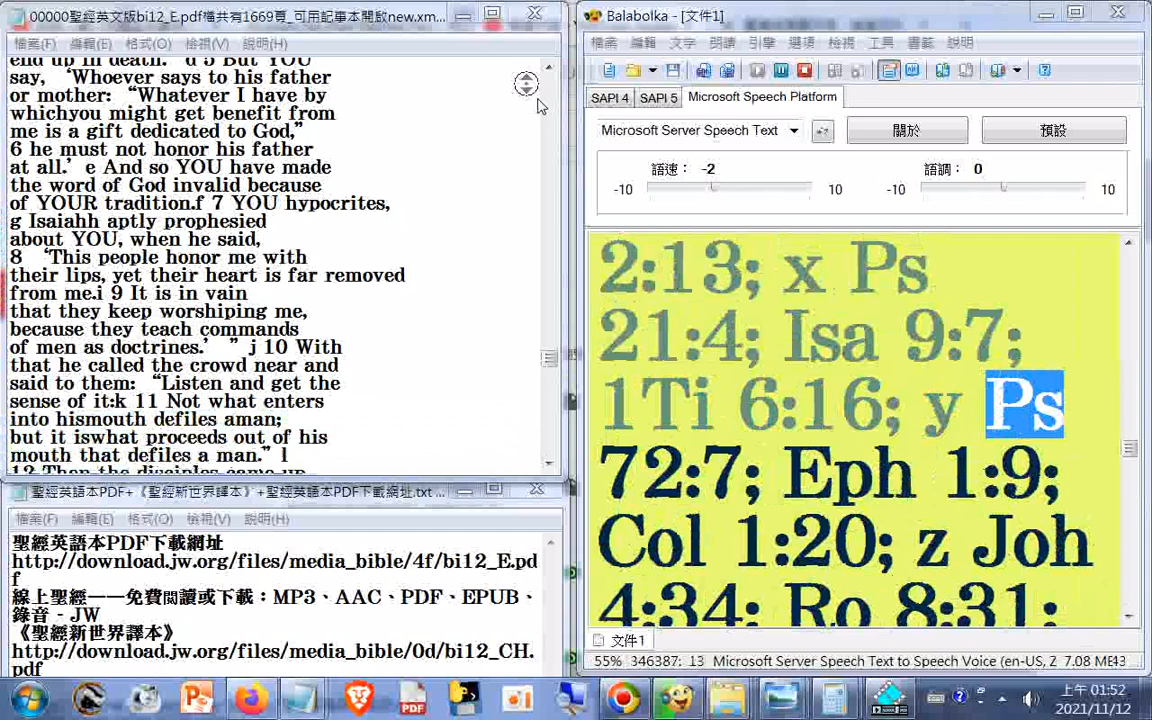 00000聖經英文版bi12_E.pdf檔共有1669頁_可用記事本開啟new.xm...
檔案(F) 編輯(E) 格式(O) 檢視(V) 說明(H)
end up in death.' d 5 But YOU
say, ‘Whoever says to his father
or mother: “Whatever I have by
whichyou might get benefit from
me is a gift dedicated to God,”
6 he must not honor his father
at all.’ e And so YOU have made
the word of God invalid because
of YOUR tradition.f 7 YOU hypocrites,
g Isaiahh aptly prophesied
about YOU, when he said,
8 ‘This people honor me with
their lips, yet their heart is far removed
from me.i 9 It is in vain
that they keep worshiping me,
because they teach commands
of men as doctrines.’ ” j 10 With
that he called the crowd near and
said to them: “Listen and get the
sense of it:k 11 Not what enters
into hismouth defiles aman;
but it iswhat proceeds out of his
mouth that defiles a man.” l
12 Then the disciples came up
聖經英語本PDF+《聖經新世界譯本》+聖經英語本PDF下載網址.txt ...
檔案(F) 編輯(E) 格式(O) 檢視(V) 說明(H)
聖經英語本PDF下載網址
http://download.jw.org/files/media_bible/4f/bi12_E.pd
f
線上聖經——免費閱讀或下載：MP3、AAC、PDF、EPUB、
錄音 - JW
《聖經新世界譯本》
http://download.jw.org/files/media_bible/0d/bi12_CH.
pdf
Balabolka - [文件1]
檔案 編輯 文字 朗讀 引擎 選項 檢視 工具 書籤 說明
SAPI 4 SAPI 5 Microsoft Speech Platform
Microsoft Server Speech Text 關於 預設
語速： -2 語調： 0
-10 10 -10 10
2:13; x Ps
21:4; Isa 9:7;
1Ti 6:16; y Ps
72:7; Eph 1:9;
Col 1:20; z Joh
4:34; Ro 8:31;
文件1
55% 346387: 13 Microsoft Server Speech Text to Speech Voice (en-US, Z 7.08 ME43
上午 01:52
2021/11/12